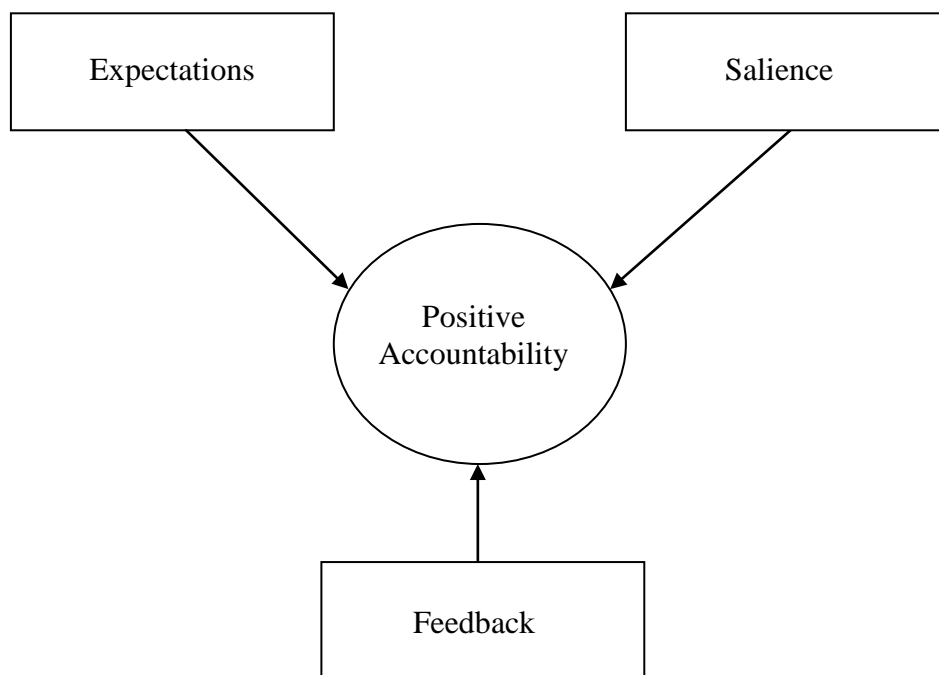 Expectations
Salience
Positive
Accountability
Feedback